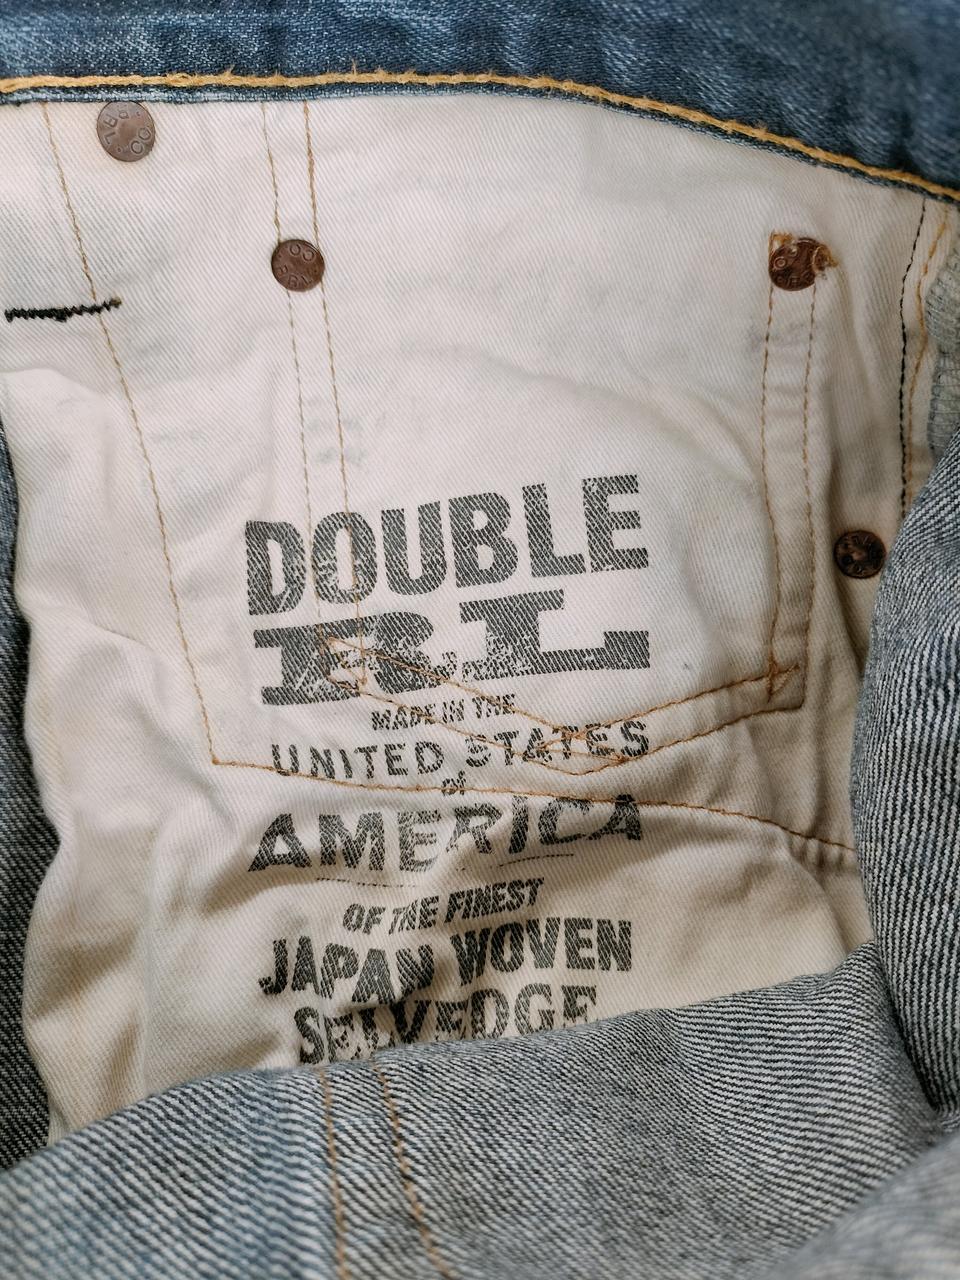 DOUBLE
RL
MADE IN THE
UNITED STATES
of
AMERICA
OF THE FINEST
JAPAN WOVEN
SELVEDGE